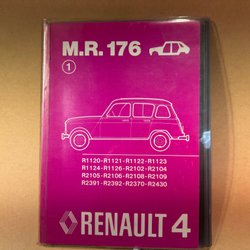 M.R. 176
1
R1120-R1121-R1122-R1123
R1124-R1126-R2102-R2104
R2105-R2106-R2108-R2109
R2391-R2392-R2370-R2430
RENAULT 4